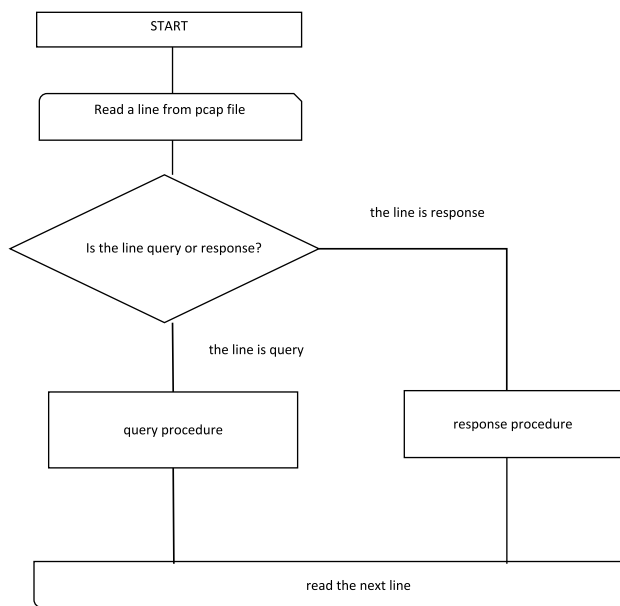 START
Read a line from pcap file
the line is response
Is the line query or response?
the line is query
query procedure
response procedure
read the next line